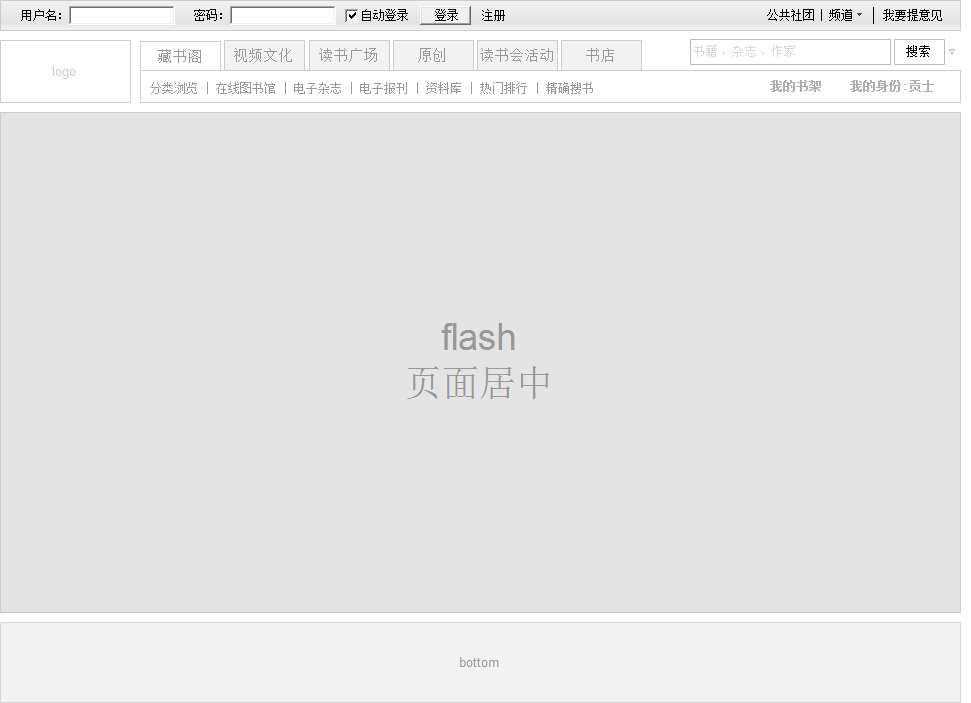 用户名: 密码: 自动登录 登录 注册 公共社团 | 频道 | 我要提意见
logo 藏书阁 视频文化 读书广场 原创 读书会活动 书店 书籍、杂志、作家 搜索
分类浏览 | 在线图书馆 | 电子杂志 | 电子报刊 | 资料库 | 热门排行 | 精确搜书 我的书架 我的身份:贡士
flash
页面居中
bottom